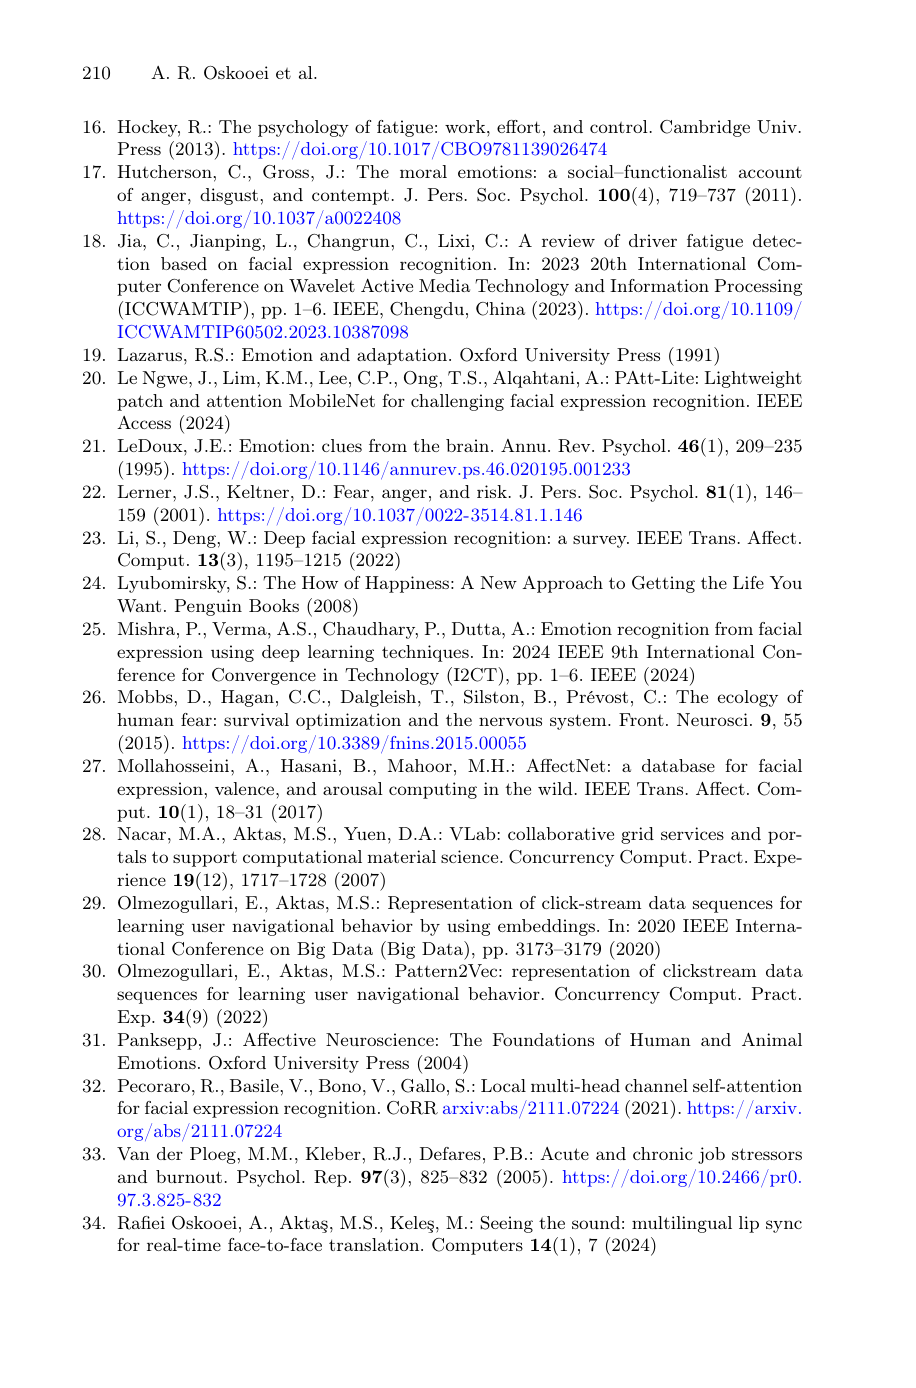 210 A. R. Oskooei et al.
16. Hockey, R.: The psychology of fatigue: work, effort, and control. Cambridge Univ.
Press (2013). https://doi.org/10.1017/CBO9781139026474
17. Hutcherson, C., Gross, J.: The moral emotions: a social–functionalist account
of anger, disgust, and contempt. J. Pers. Soc. Psychol. 100(4), 719–737 (2011).
https://doi.org/10.1037/a0022408
18. Jia, C., Jianping, L., Changrun, C., Lixi, C.: A review of driver fatigue detec-
tion based on facial expression recognition. In: 2023 20th International Com-
puter Conference on Wavelet Active Media Technology and Information Processing
(ICCWAMTIP), pp. 1–6. IEEE, Chengdu, China (2023). https://doi.org/10.1109/
ICCWAMTIP60502.2023.10387098
19. Lazarus, R.S.: Emotion and adaptation. Oxford University Press (1991)
20. Le Ngwe, J., Lim, K.M., Lee, C.P., Ong, T.S., Alqahtani, A.: PAtt-Lite: Lightweight
patch and attention MobileNet for challenging facial expression recognition. IEEE
Access (2024)
21. LeDoux, J.E.: Emotion: clues from the brain. Annu. Rev. Psychol. 46(1), 209–235
(1995). https://doi.org/10.1146/annurev.ps.46.020195.001233
22. Lerner, J.S., Keltner, D.: Fear, anger, and risk. J. Pers. Soc. Psychol. 81(1), 146–
159 (2001). https://doi.org/10.1037/0022-3514.81.1.146
23. Li, S., Deng, W.: Deep facial expression recognition: a survey. IEEE Trans. Affect.
Comput. 13(3), 1195–1215 (2022)
24. Lyubomirsky, S.: The How of Happiness: A New Approach to Getting the Life You
Want. Penguin Books (2008)
25. Mishra, P., Verma, A.S., Chaudhary, P., Dutta, A.: Emotion recognition from facial
expression using deep learning techniques. In: 2024 IEEE 9th International Con-
ference for Convergence in Technology (I2CT), pp. 1–6. IEEE (2024)
26. Mobbs, D., Hagan, C.C., Dalgleish, T., Silston, B., Prévost, C.: The ecology of
human fear: survival optimization and the nervous system. Front. Neurosci. 9, 55
(2015). https://doi.org/10.3389/fnins.2015.00055
27. Mollahosseini, A., Hasani, B., Mahoor, M.H.: AffectNet: a database for facial
expression, valence, and arousal computing in the wild. IEEE Trans. Affect. Com-
put. 10(1), 18–31 (2017)
28. Nacar, M.A., Aktas, M.S., Yuen, D.A.: VLab: collaborative grid services and por-
tals to support computational material science. Concurrency Comput. Pract. Expe-
rience 19(12), 1717–1728 (2007)
29. Olmezogullari, E., Aktas, M.S.: Representation of click-stream data sequences for
learning user navigational behavior by using embeddings. In: 2020 IEEE Interna-
tional Conference on Big Data (Big Data), pp. 3173–3179 (2020)
30. Olmezogullari, E., Aktas, M.S.: Pattern2Vec: representation of clickstream data
sequences for learning user navigational behavior. Concurrency Comput. Pract.
Exp. 34(9) (2022)
31. Panksepp, J.: Affective Neuroscience: The Foundations of Human and Animal
Emotions. Oxford University Press (2004)
32. Pecoraro, R., Basile, V., Bono, V., Gallo, S.: Local multi-head channel self-attention
for facial expression recognition. CoRR arxiv:abs/2111.07224 (2021). https://arxiv.
org/abs/2111.07224
33. Van der Ploeg, M.M., Kleber, R.J., Defares, P.B.: Acute and chronic job stressors
and burnout. Psychol. Rep. 97(3), 825–832 (2005). https://doi.org/10.2466/pr0.
97.3.825-832
34. Rafiei Oskooei, A., Aktaş, M.S., Keleş, M.: Seeing the sound: multilingual lip sync
for real-time face-to-face translation. Computers 14(1), 7 (2024)